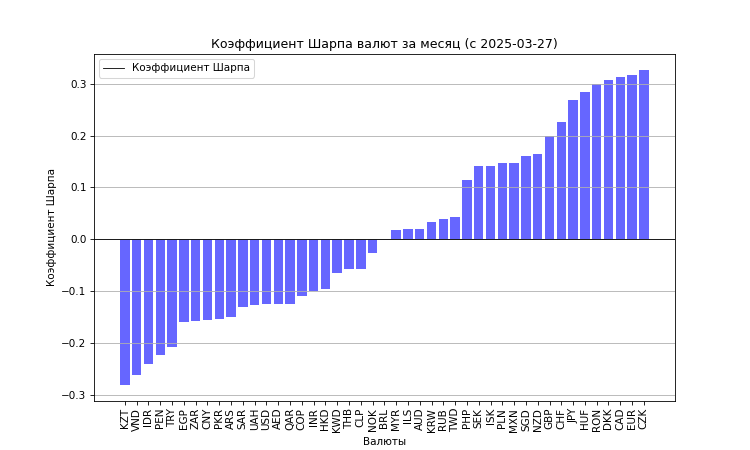 Коэффициент Шарпа валют за месяц (с 2025-03-27)
Коэффициент Шарпа
Коэффициент Шарпа
0.3
0.2
0.1
0.0
−0.1
−0.2
−0.3
KZT VND IDR PEN TRY EGP ZAR CNY PKR ARS SAR UAH USD AED QAR COP INR HKD KWD THB CLP NOK BRL MYR ILS AUD KRW RUB TWD PHP SEK ISK PLN MXN SGD NZD GBP CHF JPY HUF RON DKK CAD EUR CZK
Валюты